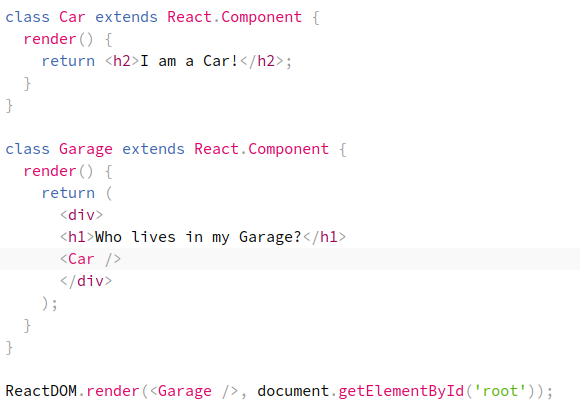 class Car extends React.Component {
  render() {
    return <h2>I am a Car!</h2>;
  }
}

class Garage extends React.Component {
  render() {
    return (
      <div>
      <h1>Who lives in my Garage?</h1>
      <Car />
      </div>
    );
  }
}

ReactDOM.render(<Garage />, document.getElementById('root'));